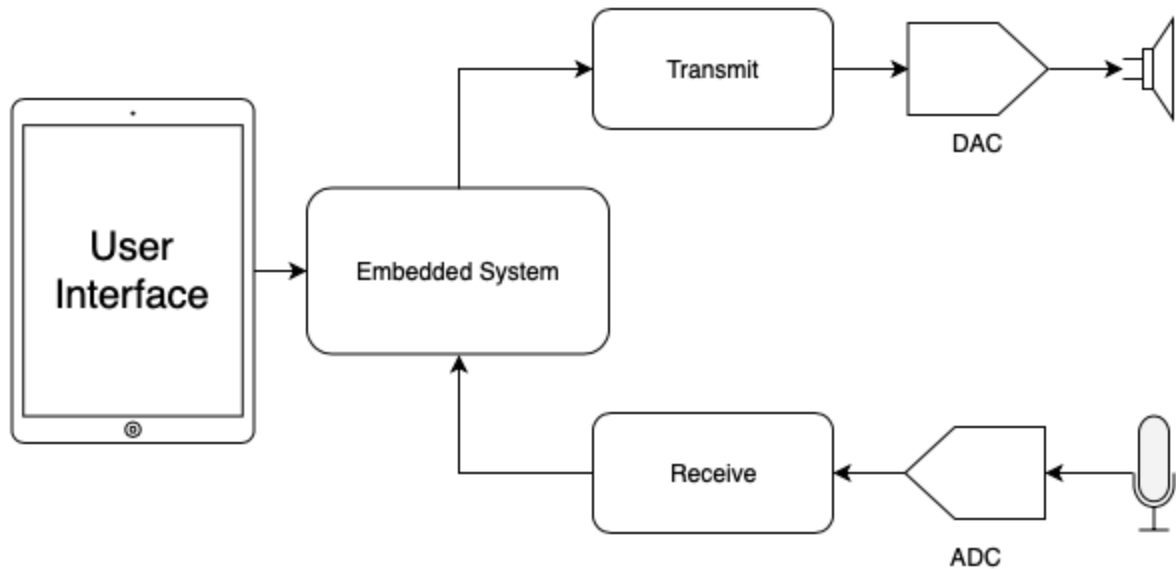 Transmit
DAC
User
Interface
Embedded System
Receive
ADC